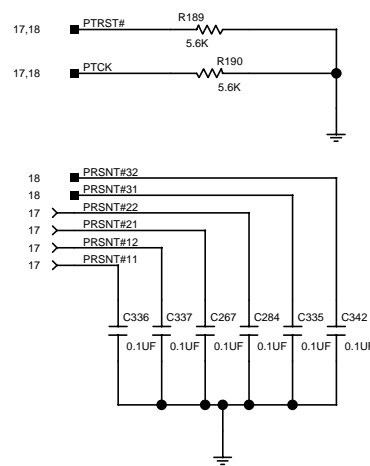 R189
17,18 PTRST#
5.6K
R190
17,18 PTCK
5.6K
18 PRSNT#32
18 PRSNT#31
17 PRSNT#22
17 PRSNT#21
17 PRSNT#12
17 PRSNT#11
C336 C337 C267 C284 C335 C342
0.1UF 0.1UF 0.1UF 0.1UF 0.1UF 0.1UF